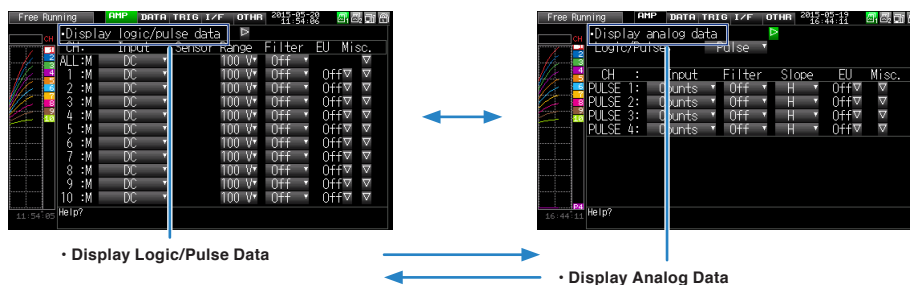 Free Running AMP DATA TRIG I/F OTHR 2015-05-20 11:54:06
•Display logic/pulse data
CH
CH: Input Sensor Range Filter EU Misc.
ALL:M DC 100 V Off
1 :M DC 100 V Off Off
2 :M DC 100 V Off Off
3 :M DC 100 V Off Off
4 :M DC 100 V Off Off
5 :M DC 100 V Off Off
6 :M DC 100 V Off Off
7 :M DC 100 V Off Off
8 :M DC 100 V Off Off
9 :M DC 100 V Off Off
10 :M DC 100 V Off Off
11:54:05 Help?
Free Running AMP DATA TRIG I/F OTHR 2015-05-19 16:44:11
•Display analog data
CH
Logic/Pulse Pulse
CH : Input Filter Slope EU Misc.
PULSE 1: Counts Off H Off
PULSE 2: Counts Off H Off
PULSE 3: Counts Off H Off
PULSE 4: Counts Off H Off
P4
16:44:11 Help?
・Display Logic/Pulse Data
・Display Analog Data